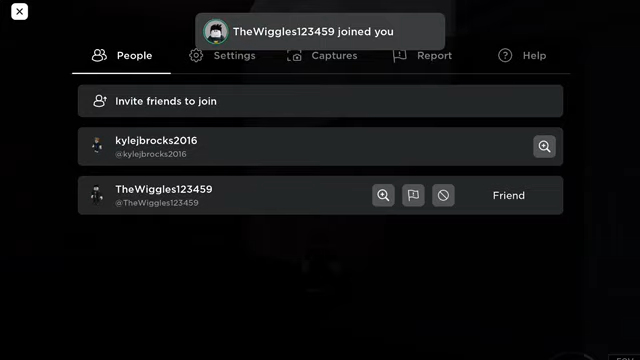 TheWiggles123459 joined you
People
Settings
Captures
Report
Help
Invite friends to join
kylejbrocks2016
@kylejbrocks2016
TheWiggles123459
@TheWiggles123459
Friend